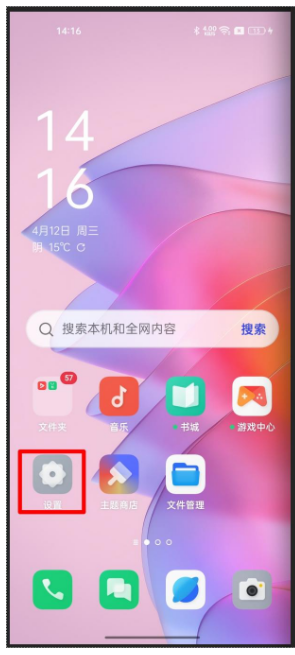 14:16
14
16
4月12日 周三
阴 15°C
搜索本机和全网内容 搜索
57
文件夹 音乐 书城 游戏中心
设置 主题商店 文件管理